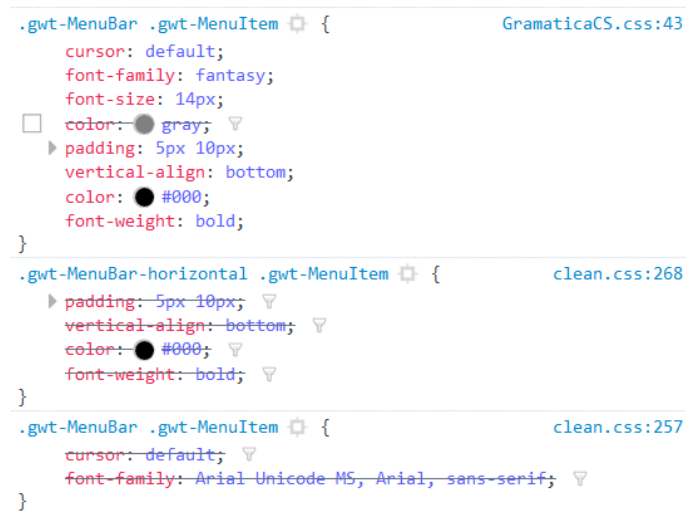 .gwt-MenuBar .gwt-MenuItem { GramaticaCS.css:43
cursor: default;
font-family: fantasy;
font-size: 14px;
color: gray;
padding: 5px 10px;
vertical-align: bottom;
color: #000;
font-weight: bold;
}
.gwt-MenuBar-horizontal .gwt-MenuItem { clean.css:268
padding: 5px 10px;
vertical-align: bottom;
color: #000;
font-weight: bold;
}
.gwt-MenuBar .gwt-MenuItem { clean.css:257
cursor: default;
font-family: Arial Unicode MS, Arial, sans-serif;
}